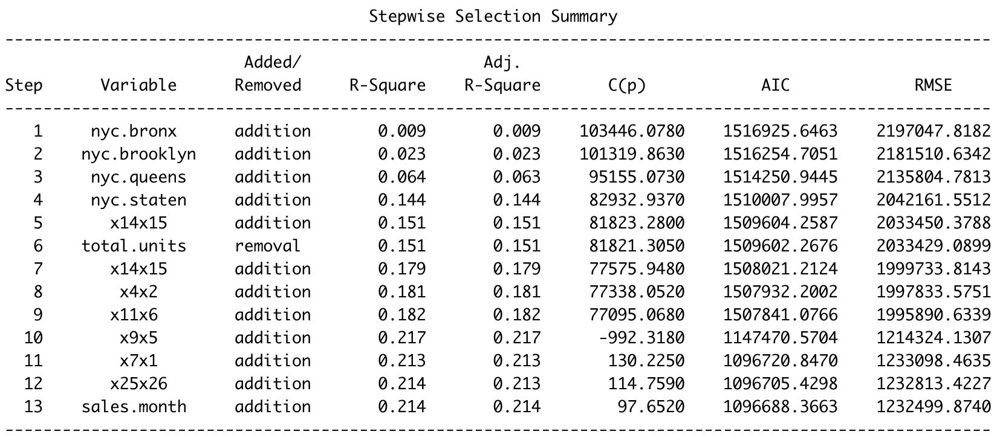 Stepwise Selection Summary
---------------------------------------------------------------------------------------------------------
Added/ Adj.
Step Variable Removed R-Square R-Square C(p) AIC RMSE
---------------------------------------------------------------------------------------------------------
1 nyc.bronx addition 0.009 0.009 103446.0780 1516925.6463 2197047.8182
2 nyc.brooklyn addition 0.023 0.023 101319.8630 1516254.7051 2181510.6342
3 nyc.queens addition 0.064 0.063 95155.0730 1514250.9445 2135804.7813
4 nyc.staten addition 0.144 0.144 82932.9370 1510007.9957 2042161.5512
5 x14x15 addition 0.151 0.151 81823.2800 1509604.2587 2033450.3788
6 total.units removal 0.151 0.151 81821.3050 1509602.2676 2033429.0899
7 x14x15 addition 0.179 0.179 77575.9480 1508021.2124 1999733.8143
8 x4x2 addition 0.181 0.181 77338.0520 1507932.2002 1997833.5751
9 x11x6 addition 0.182 0.182 77095.0680 1507841.0766 1995890.6339
10 x9x5 addition 0.217 0.217 -992.3180 1147470.5704 1214324.1307
11 x7x1 addition 0.213 0.213 130.2250 1096720.8470 1233098.4635
12 x25x26 addition 0.214 0.213 114.7590 1096705.4298 1232813.4227
13 sales.month addition 0.214 0.214 97.6520 1096688.3663 1232499.8740
---------------------------------------------------------------------------------------------------------